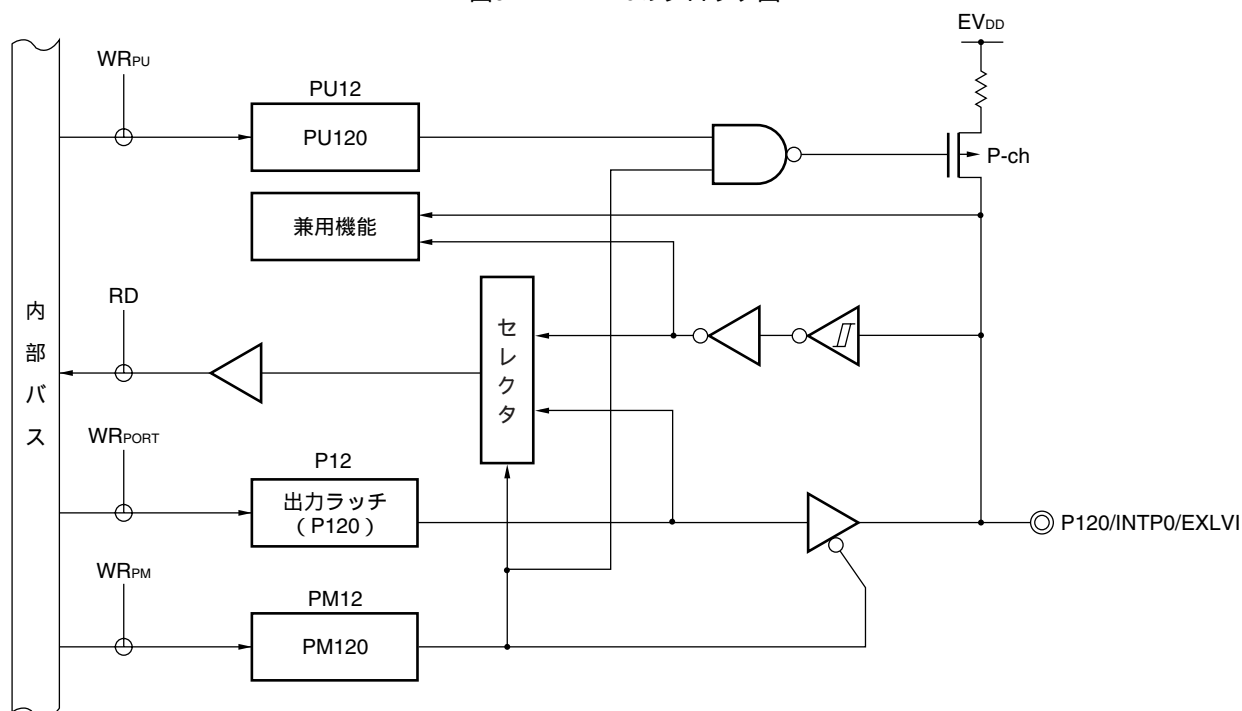 EVDD
WRPU
PU12
PU120
P-ch
兼用機能
内部バス
RD
セレクタ
WRPORT
P12
出力ラッチ
（P120）
P120/INTP0/EXLVI
WRPM
PM12
PM120